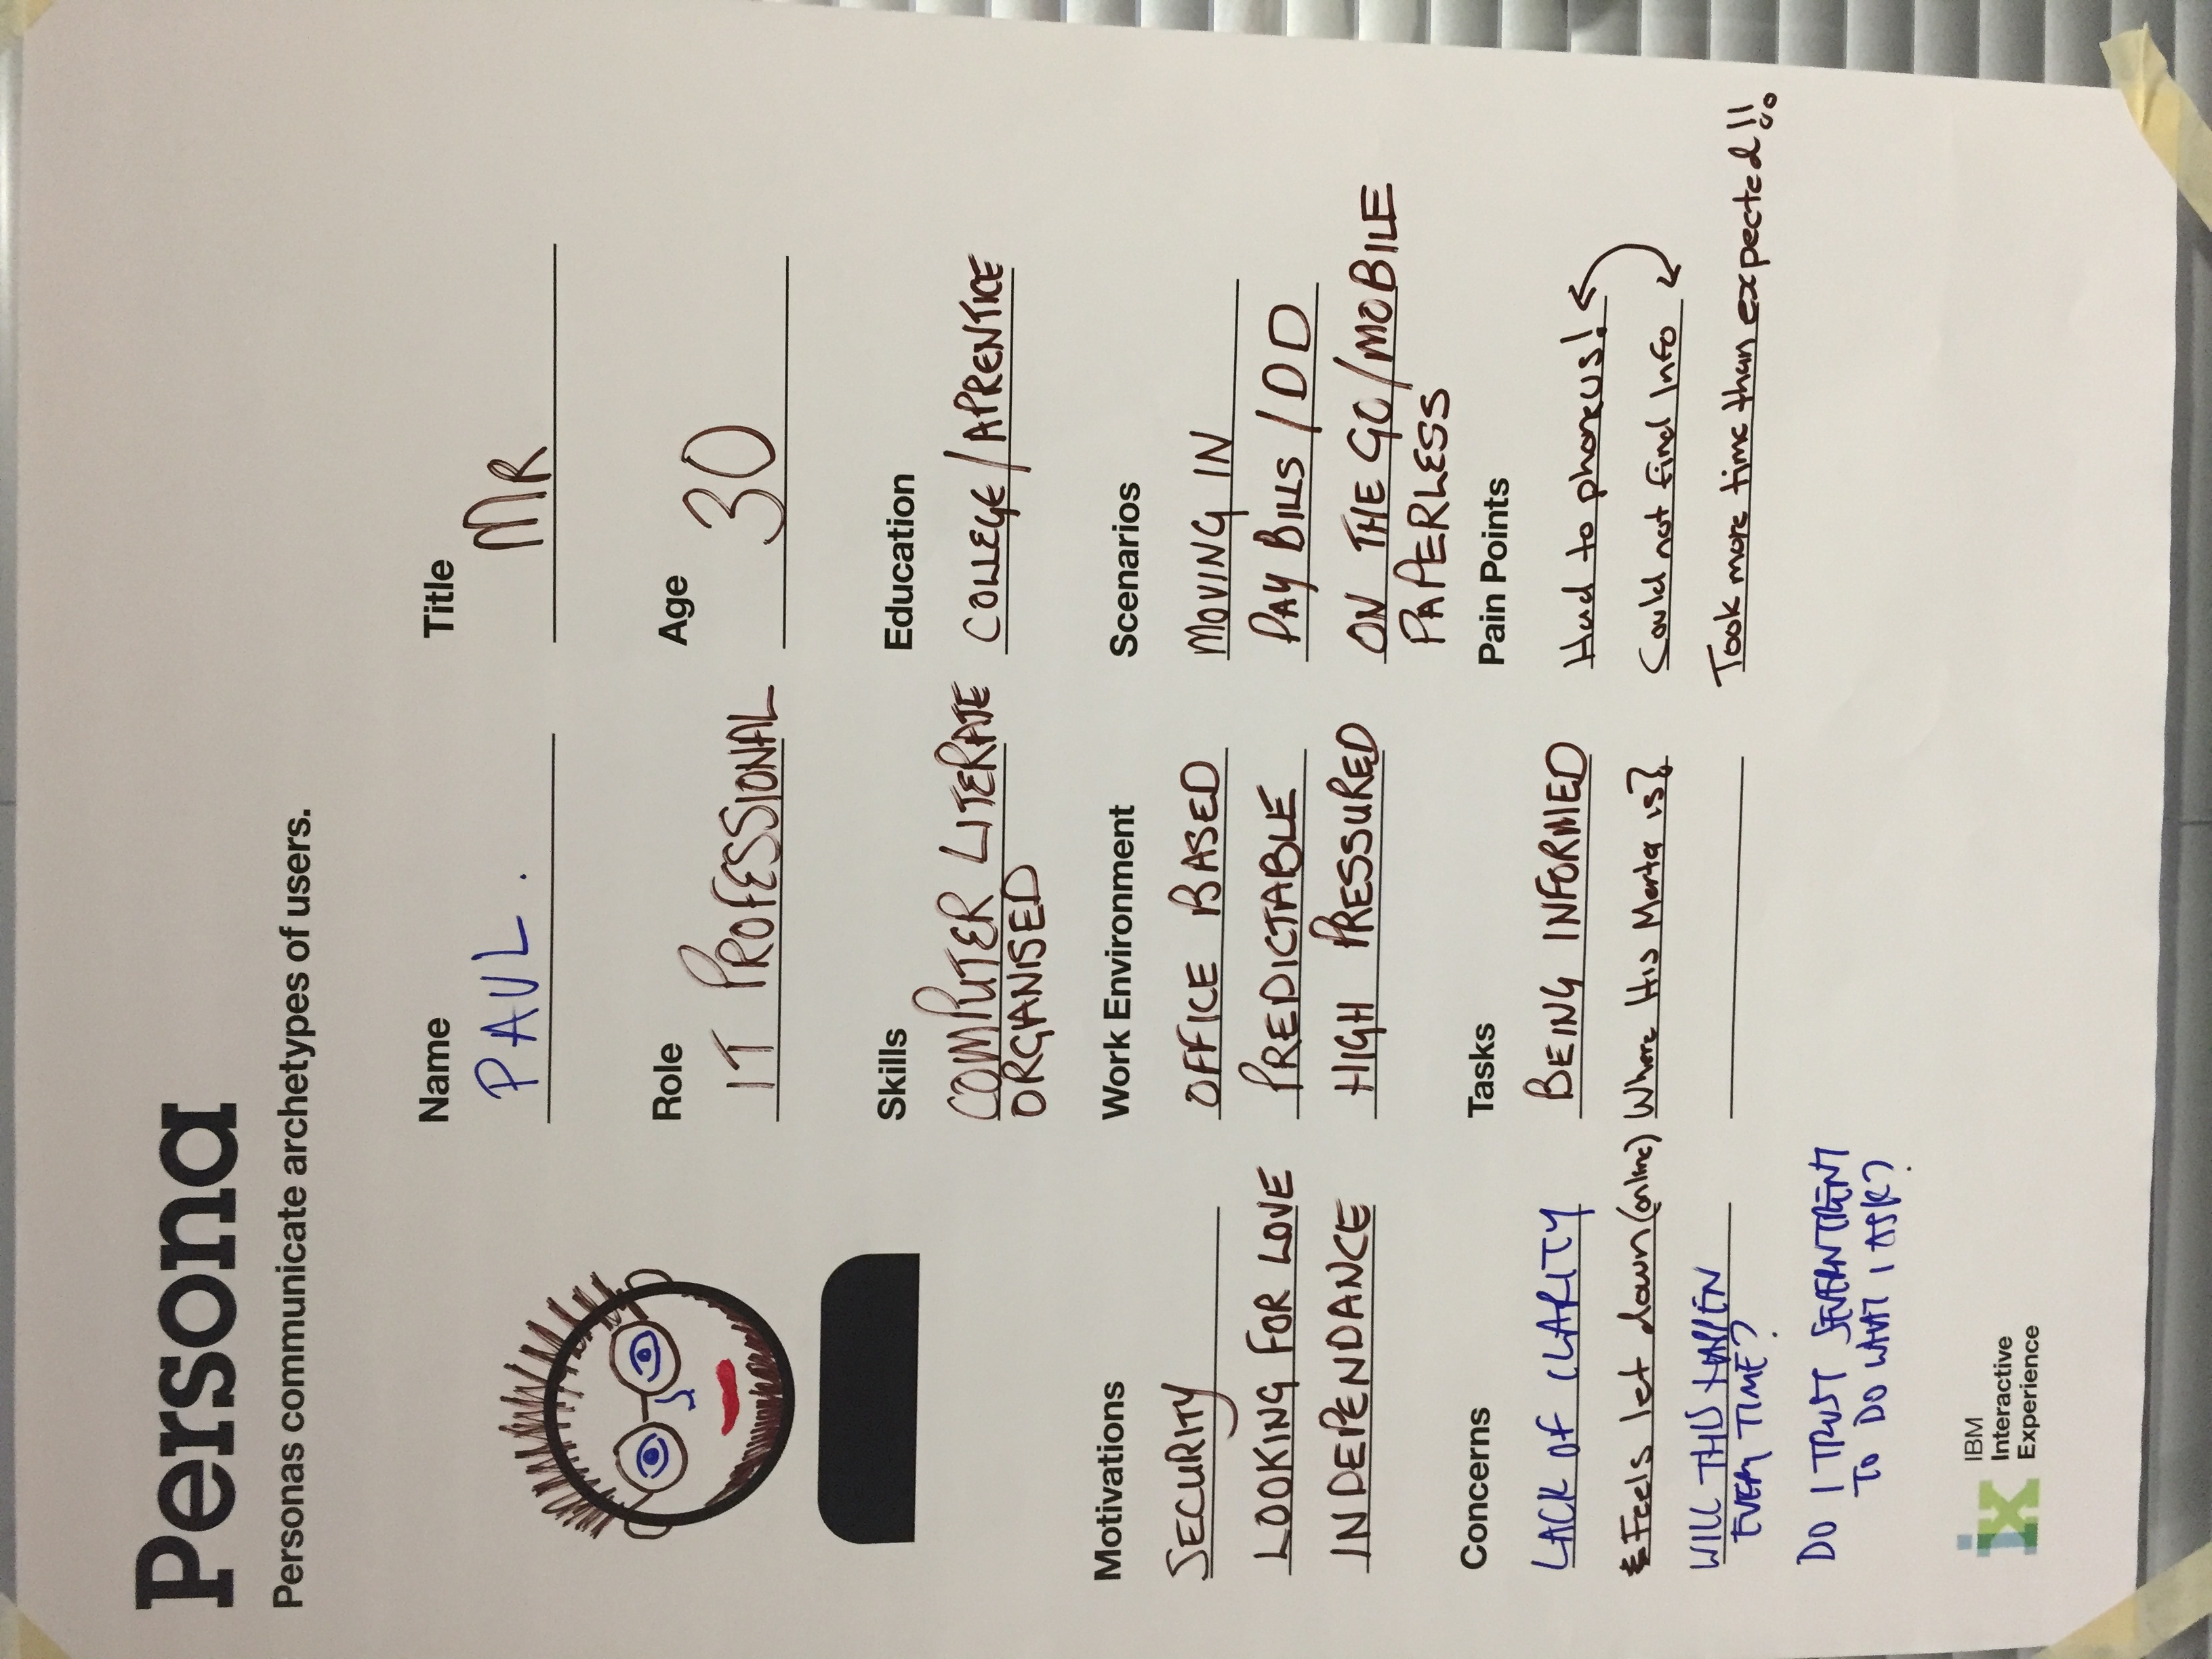 Persona
Personas communicate archetypes of users.
Name
PAUL.
Title
MR
Role
IT PROFESSIONAL
Age
30
Skills
COMPUTER LITERATE
ORGANISED
Education
COLLEGE/APRENTICE
Motivations
SECURITY
LOOKING FOR LOVE
INDEPENDANCE
Work Environment
OFFICE BASED
PREDICTABLE
HIGH PRESSURED
Scenarios
MOVING IN
PAY BILLS / DD
ON THE GO/MOBILE
PAPERLESS
Concerns
LACK OF CLARITY
Feels let down (online)
WILL THIS HAPPEN
EVERY TIME?
DO I TRUST SEVERN TRENT
TO DO WHAT I ASK?
Tasks
BEING INFORMED
Where His is?
Pain Points
Had to phone us!
Could not find Info
Took more time than expected!!
IBM
Interactive
Experience